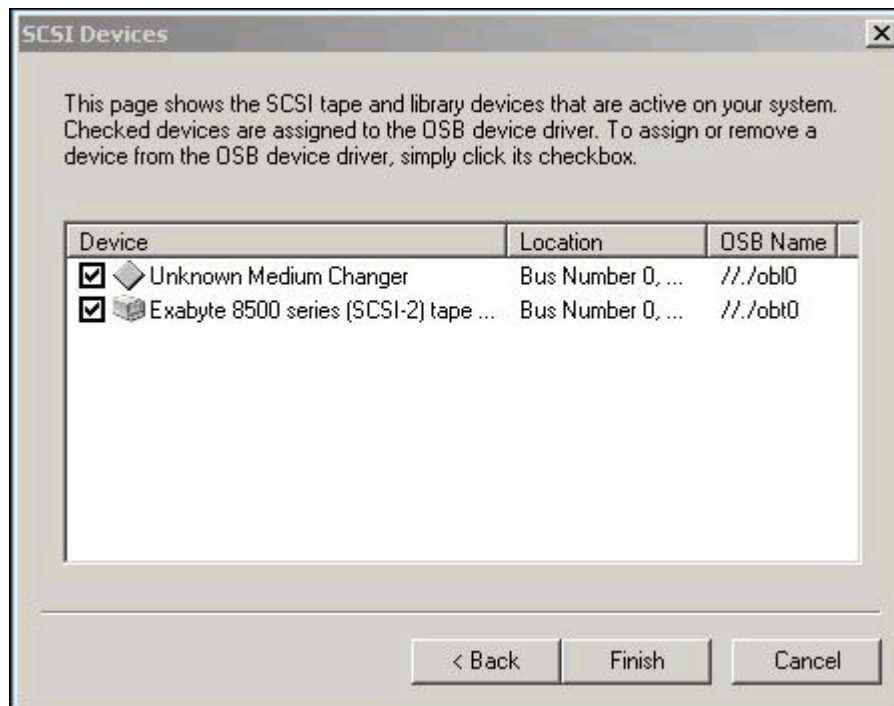 SCSI Devices
This page shows the SCSI tape and library devices that are active on your system.
Checked devices are assigned to the OSB device driver. To assign or remove a
device from the OSB device driver, simply click its checkbox.
Device Location OSB Name
Unknown Medium Changer Bus Number 0, ... //./obl0
Exabyte 8500 series (SCSI-2) tape ... Bus Number 0, ... //./obt0
< Back Finish Cancel